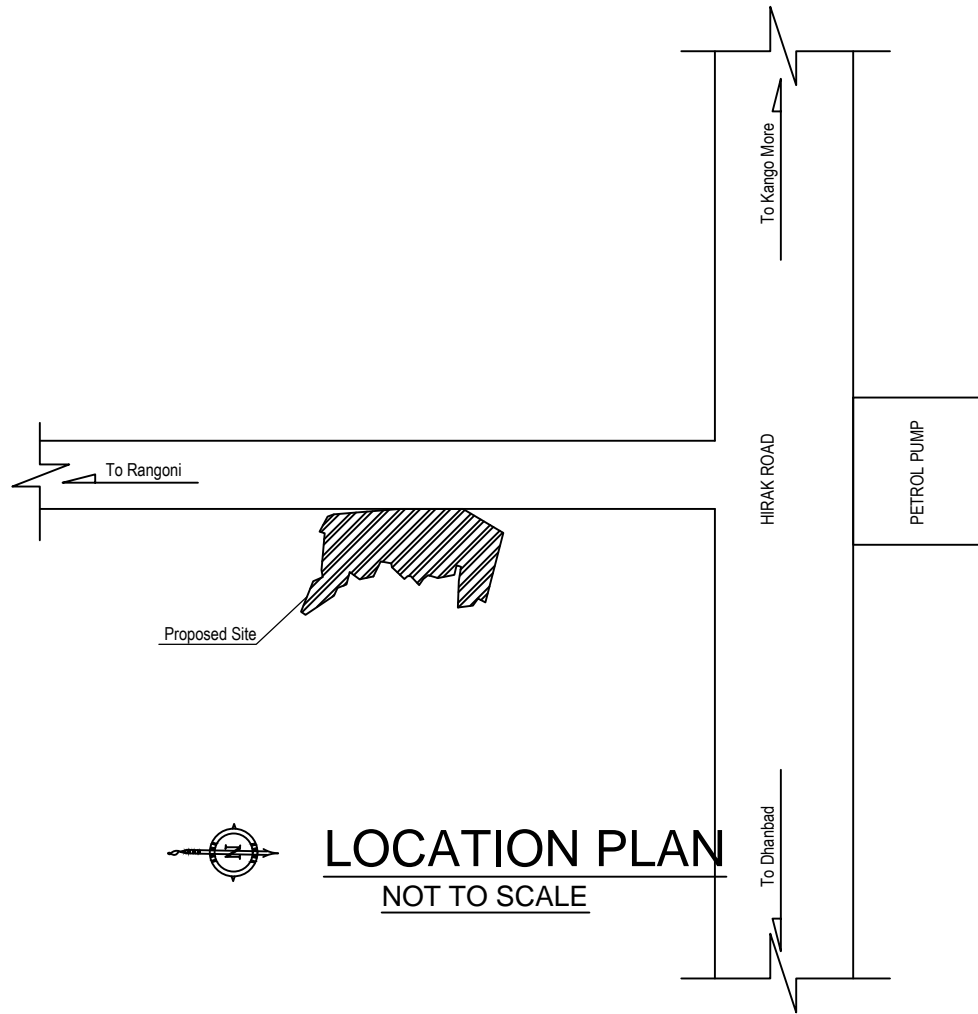 To Kango More
To Rangoni
HIRAK ROAD
PETROL PUMP
Proposed Site
N
LOCATION PLAN
NOT TO SCALE
To Dhanbad